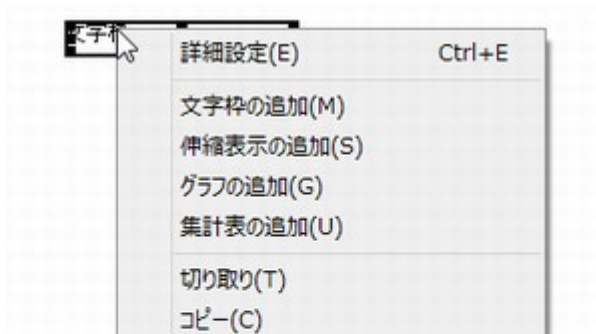 文字枠
詳細設定(E) Ctrl+E
文字枠の追加(M)
伸縮表示の追加(S)
グラフの追加(G)
集計表の追加(U)
切り取り(T)
コピー(C)